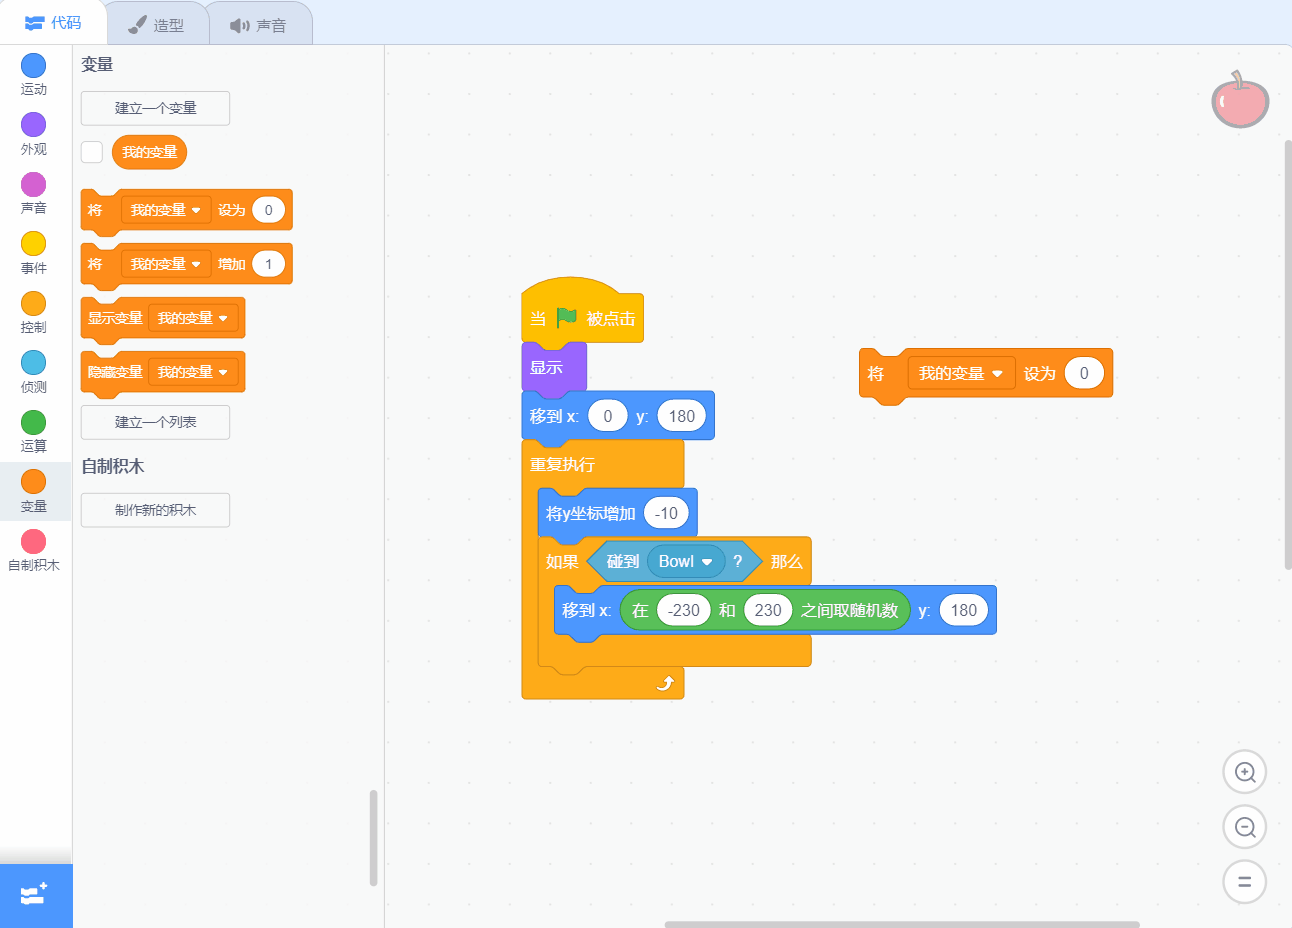 代码 造型 声音
运动
外观
声音
事件
控制
侦测
运算
变量
自制积木
变量
建立一个变量
我的变量
将 我的变量 设为 0
将 我的变量 增加 1
显示变量 我的变量
隐藏变量 我的变量
建立一个列表
自制积木
制作新的积木
当 被点击
显示
移到 x: 0 y: 180
重复执行
将y坐标增加 -10
如果 碰到 Bowl ? 那么
移到 x: 在 -230 和 230 之间取随机数 y: 180
将 我的变量 设为 0